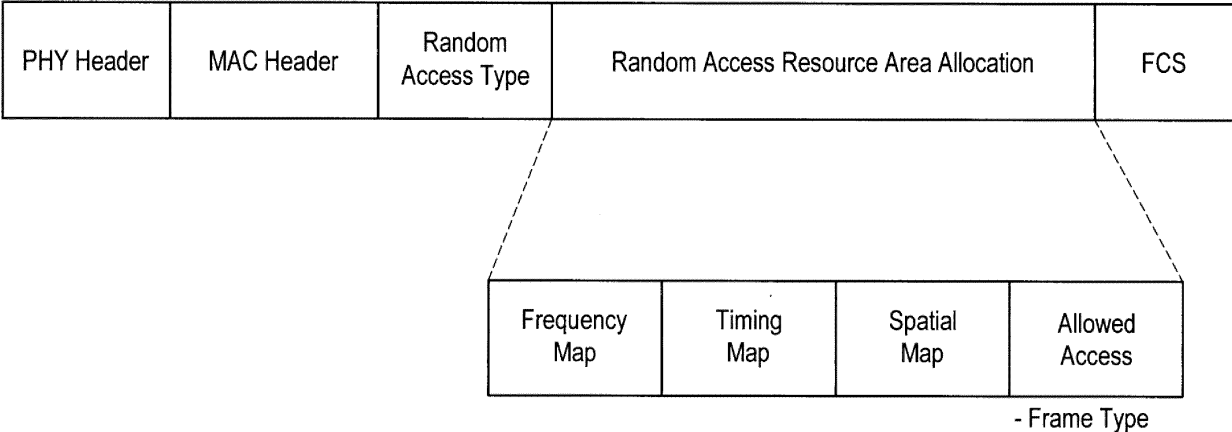 PHY Header
MAC Header
Random
Access Type
Random Access Resource Area Allocation
FCS
Frequency
Map
Timing
Map
Spatial
Map
Allowed
Access
- Frame Type